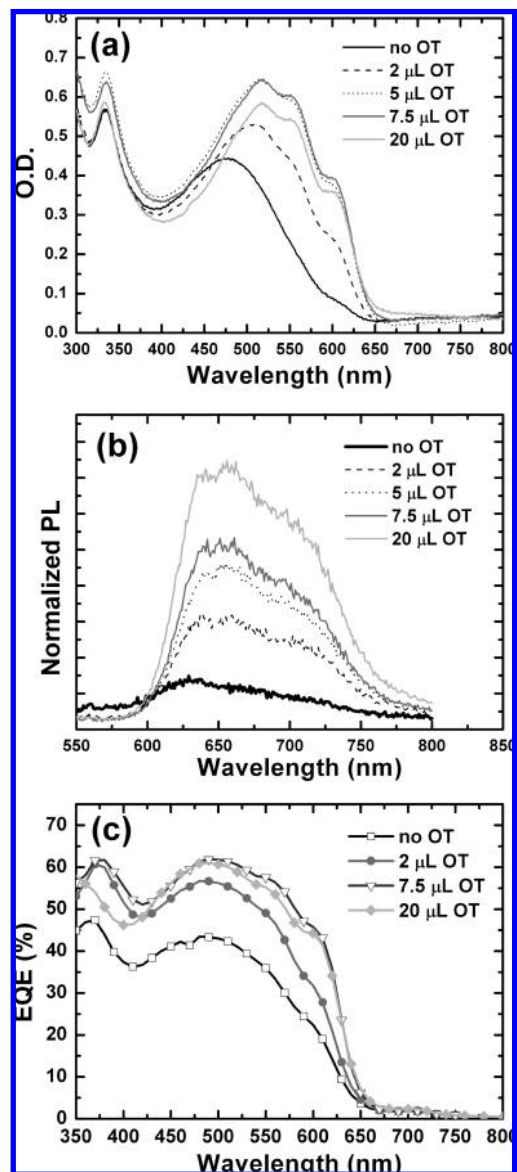 (a)
0.8
0.7
0.6
0.5
0.4
0.3
0.2
0.1
0.0
O.D.
no OT
2 μL OT
5 μL OT
7.5 μL OT
20 μL OT
300 350 400 450 500 550 600 650 700 750 800
Wavelength (nm)
(b)
Normalized PL
no OT
2 μL OT
5 μL OT
7.5 μL OT
20 μL OT
550 600 650 700 750 800 850
Wavelength (nm)
(c)
70
60
50
40
30
20
10
0
EQE (%)
no OT
2 μL OT
7.5 μL OT
20 μL OT
350 400 450 500 550 600 650 700 750 800
Wavelength (nm)